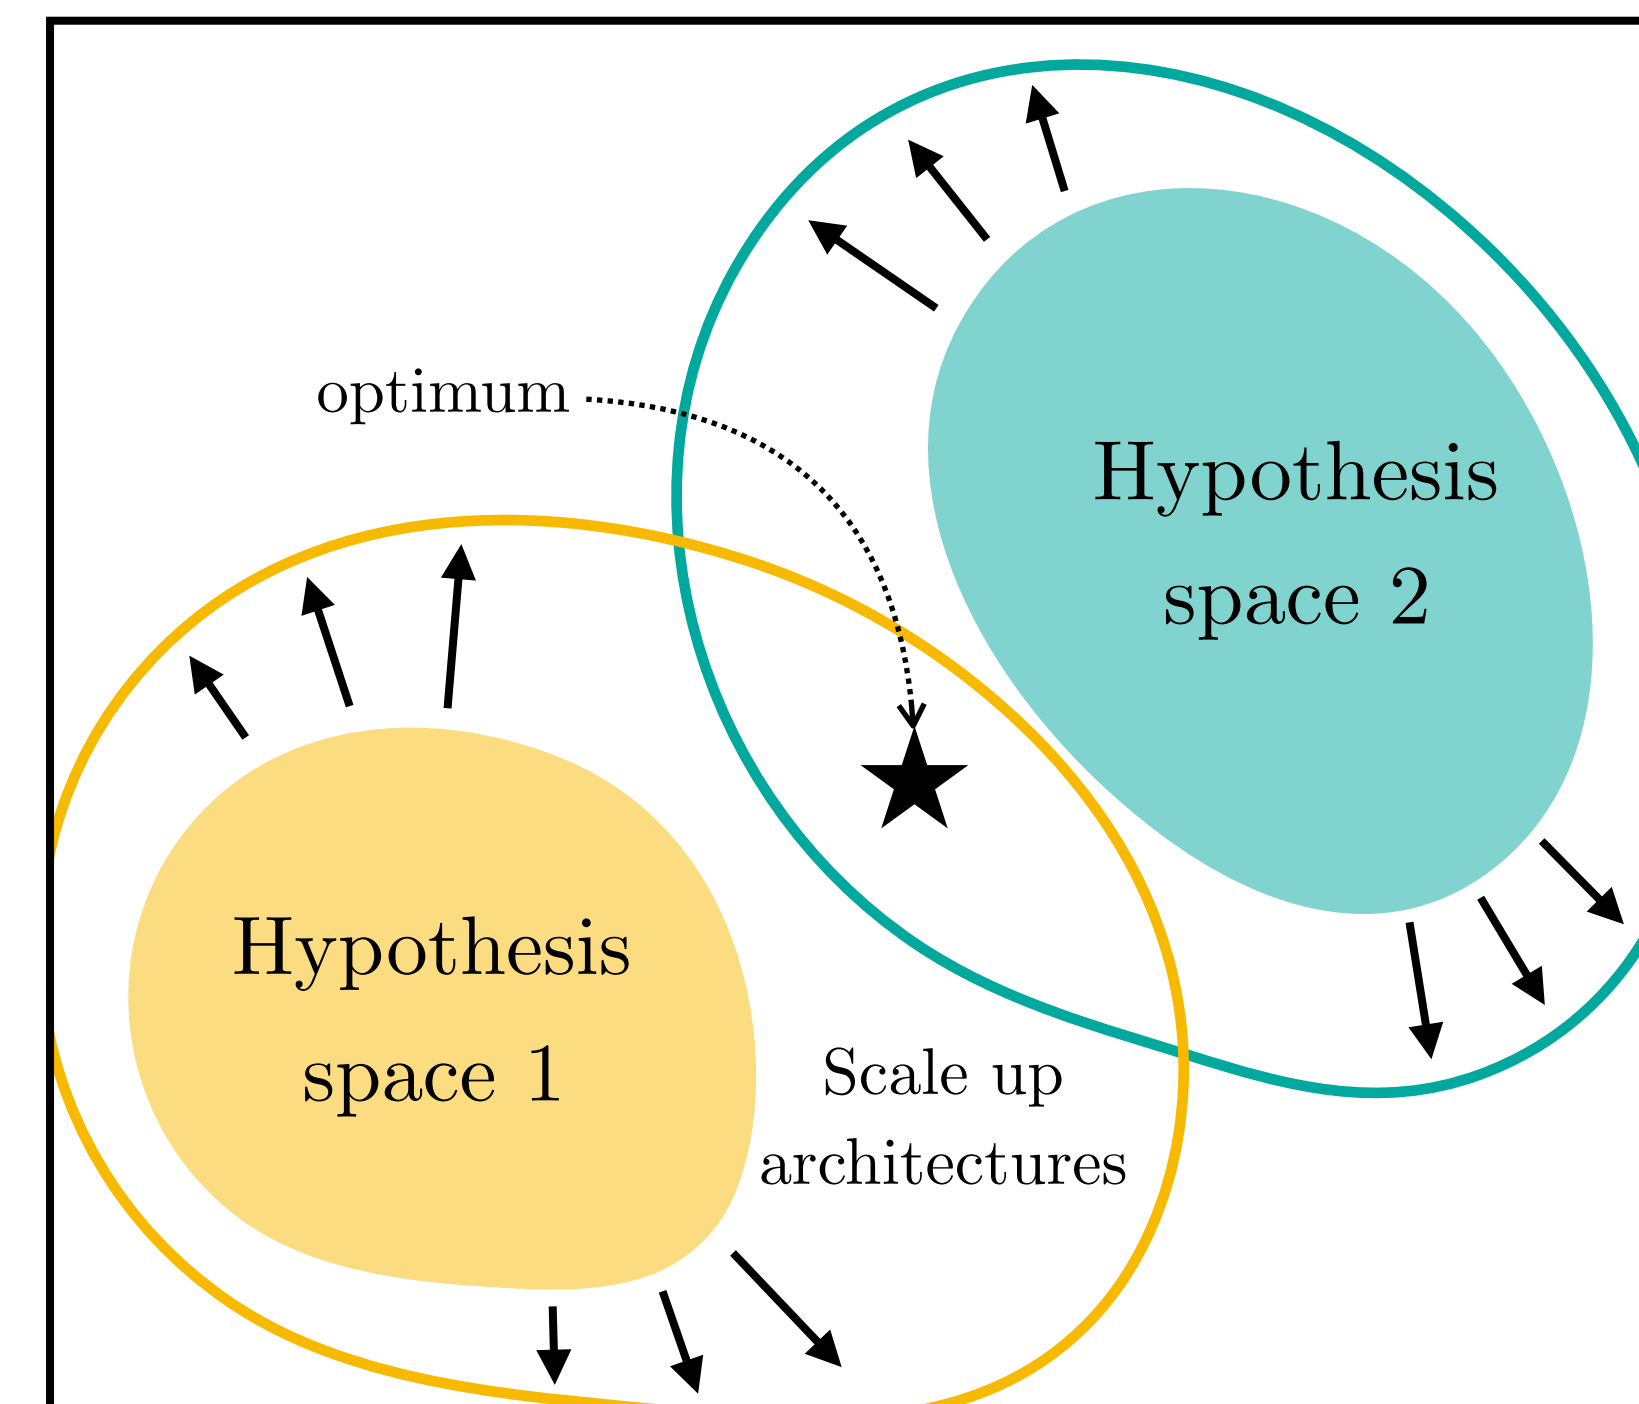 optimum
Hypothesis
space 2
Hypothesis
space 1
Scale up
architectures